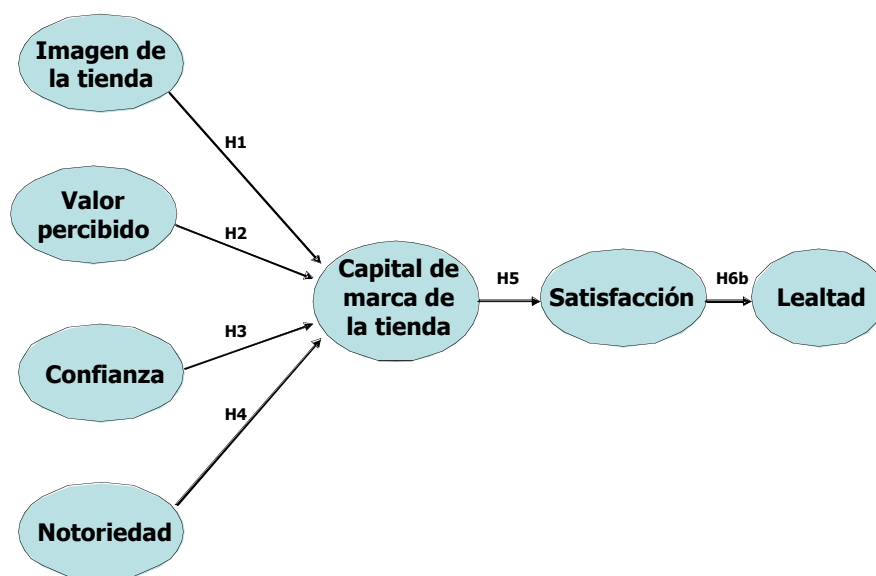 Imagen de
la tienda
H1
Valor
percibido
H2
Capital de
marca de
la tienda
H5
Satisfacción
H6b
Lealtad
H3
Confianza
H4
Notoriedad